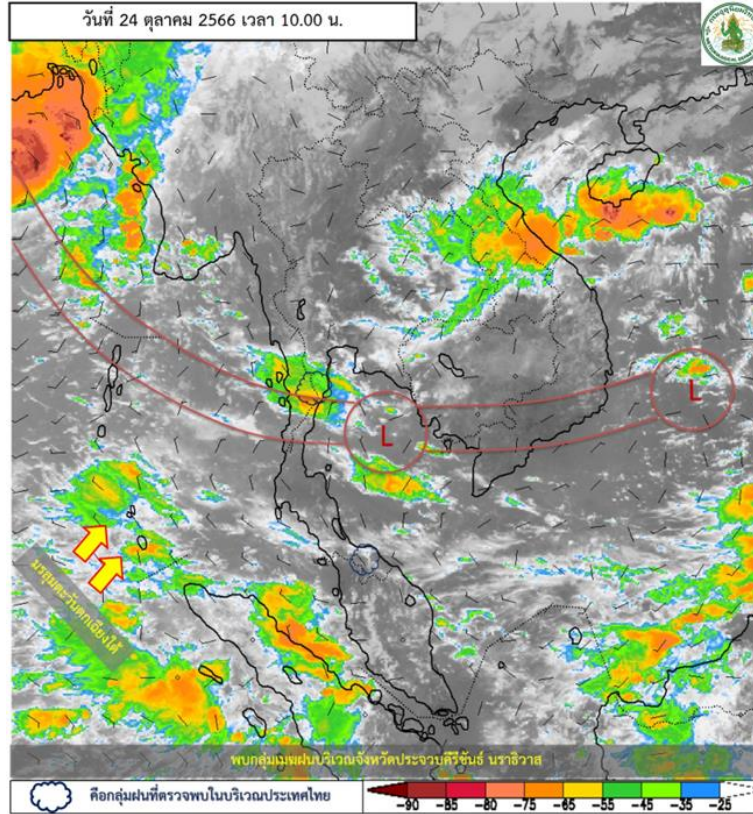 วันที่ 24 ตุลาคม 2566 เวลา 10.00 น.
L
L
มรสุมตะวันตกเฉียงใต้
พบกลุ่มเมฆฝนบริเวณจังหวัดประจวบคีรีขันธ์ นราธิวาส
คือกลุ่มฝนที่ตรวจพบในบริเวณประเทศไทย
-90 -85 -80 -75 -65 -55 -45 -35 -25